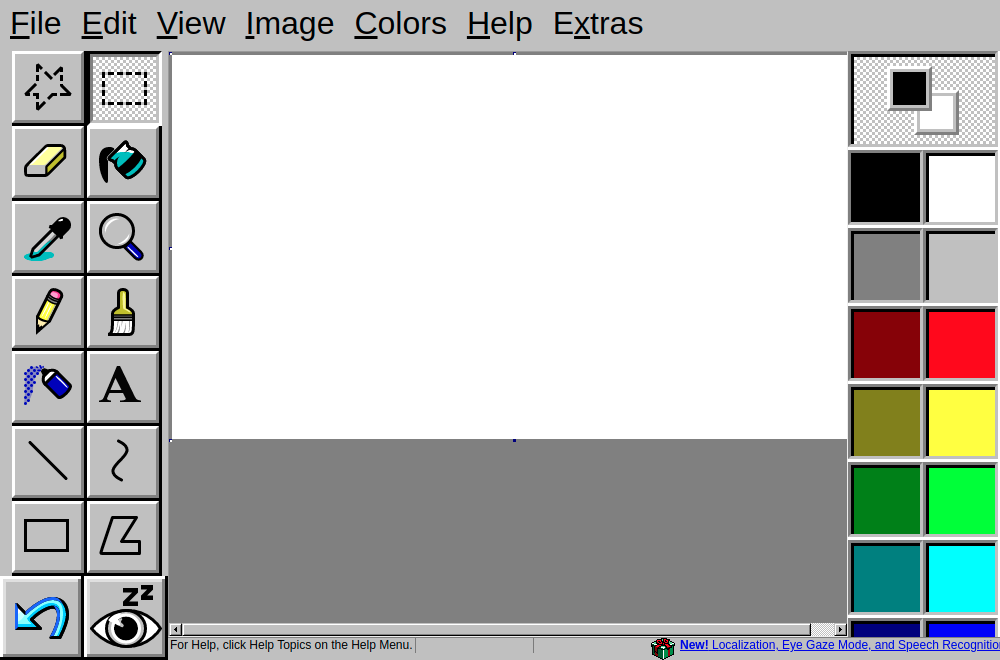 File Edit View Image Colors Help Extras
A
zz
For Help, click Help Topics on the Help Menu.
New! Localization, Eye Gaze Mode, and Speech Recognitio